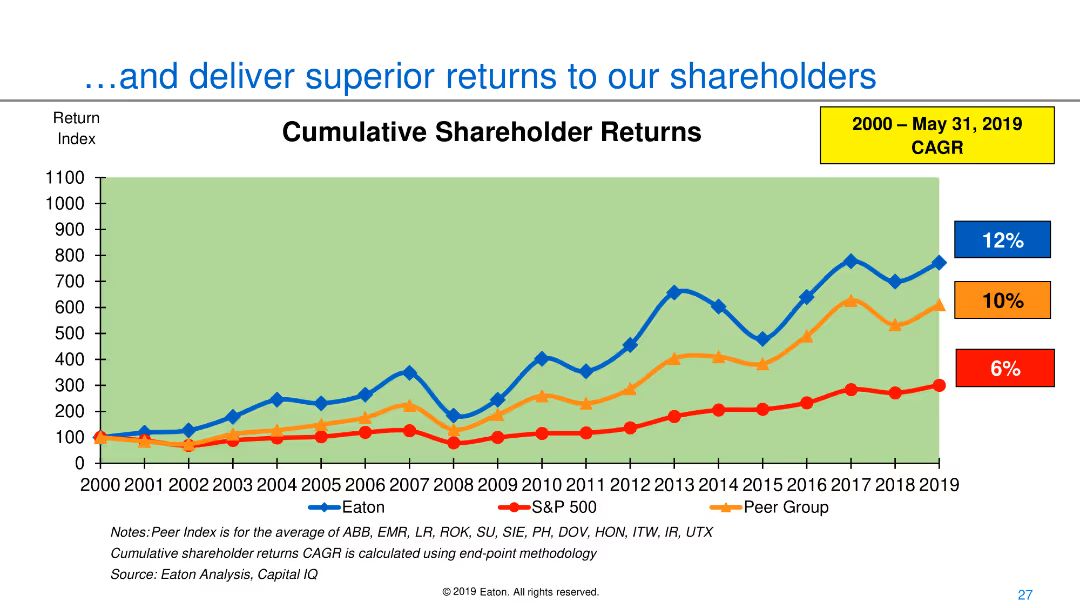 …and deliver superior returns to our shareholders
Return
Index
Cumulative Shareholder Returns
2000 – May 31, 2019
CAGR
1100
1000
900
800
700
600
500
400
300
200
100
0
12%
10%
6%
2000 2001 2002 2003 2004 2005 2006 2007 2008 2009 2010 2011 2012 2013 2014 2015 2016 2017 2018 2019
Eaton S&P 500 Peer Group
Notes: Peer Index is for the average of ABB, EMR, LR, ROK, SU, SIE, PH, DOV, HON, ITW, IR, UTX
Cumulative shareholder returns CAGR is calculated using end-point methodology
Source: Eaton Analysis, Capital IQ
© 2019 Eaton. All rights reserved.
27